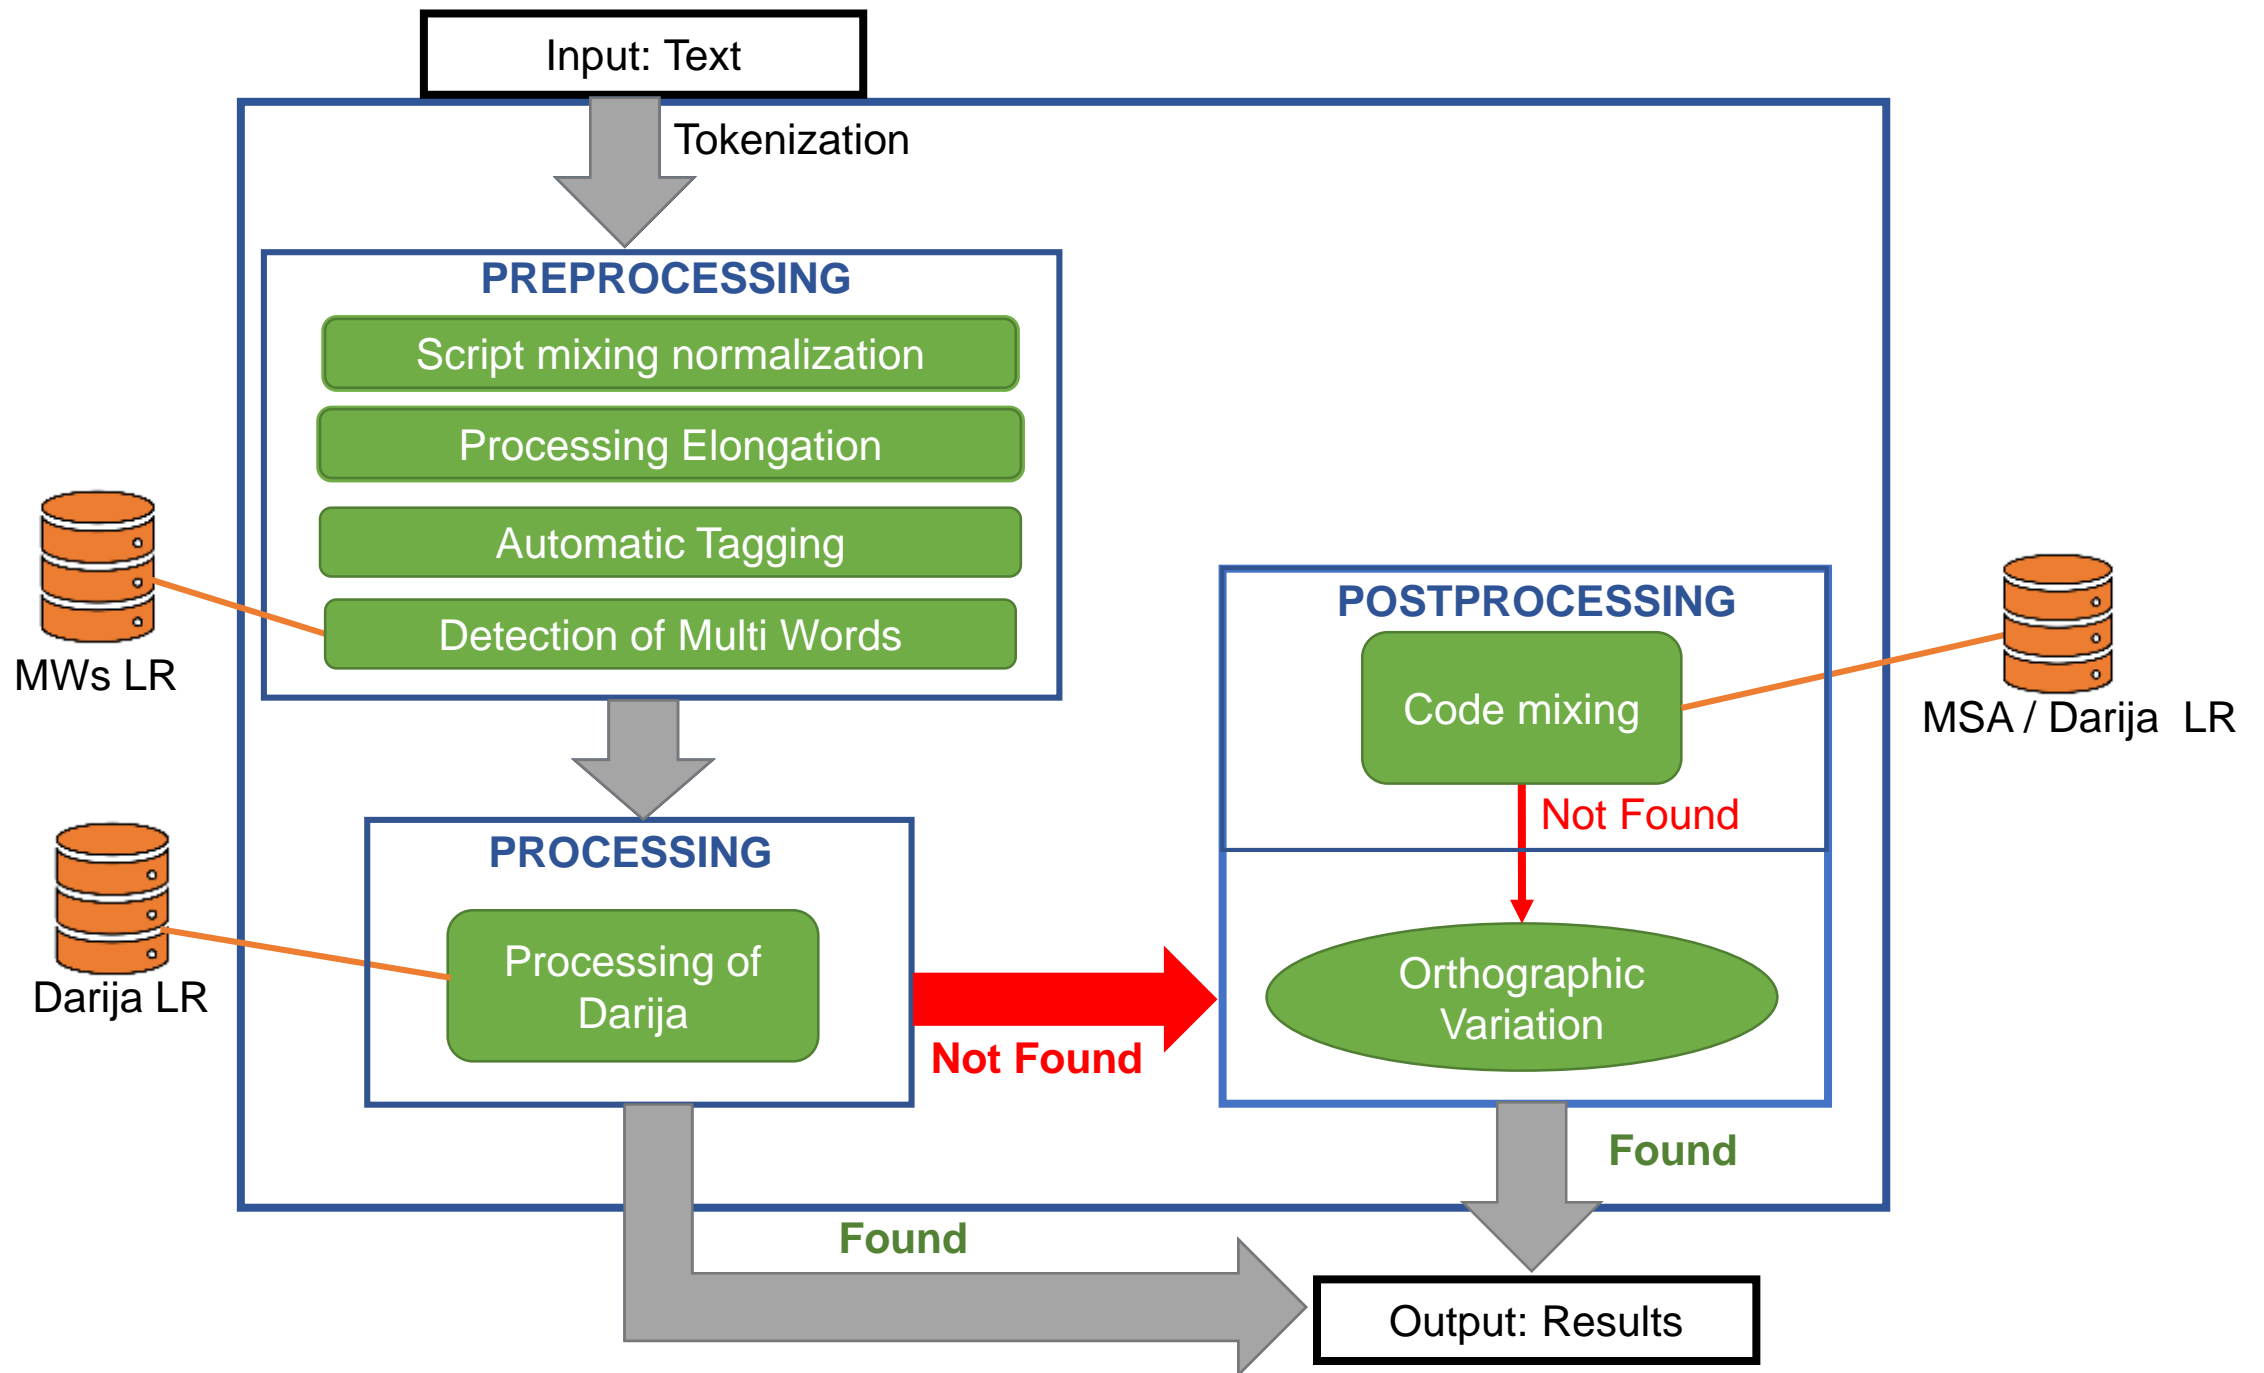 Input: Text
Tokenization
PREPROCESSING
Script mixing normalization
Processing Elongation
Automatic Tagging
Detection of Multi Words
MWs LR
POSTPROCESSING
Code mixing
MSA / Darija  LR
Not Found
PROCESSING
Processing of
Darija
Darija LR
Not Found
Orthographic
Variation
Found
Found
Output: Results